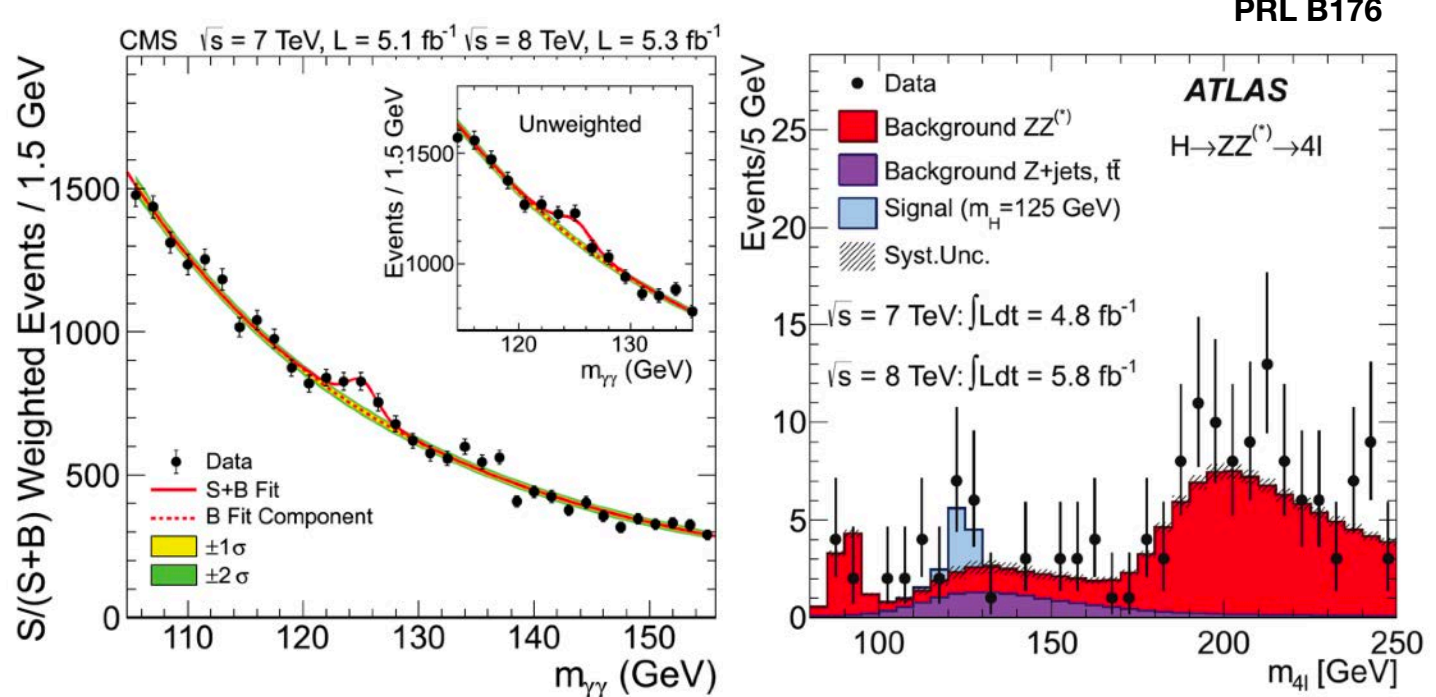 PRL B176
CMS √s = 7 TeV, L = 5.1 fb⁻¹ √s = 8 TeV, L = 5.3 fb⁻¹
S/(S+B) Weighted Events / 1.5 GeV
1500
1000
500
0
110
120
130
140
150
mγγ (GeV)
Data
S+B Fit
B Fit Component
±1σ
±2 σ
Unweighted
Events / 1.5 GeV
1500
1000
120
130
mγγ (GeV)
Events/5 GeV
25
20
15
10
5
0
100
150
200
250
m4l [GeV]
Data
Background ZZ(*)
Background Z+jets, tt̄
Signal (mH=125 GeV)
Syst.Unc.
√s = 7 TeV: ∫Ldt = 4.8 fb⁻¹
√s = 8 TeV: ∫Ldt = 5.8 fb⁻¹
ATLAS
H→ZZ(*)→4l